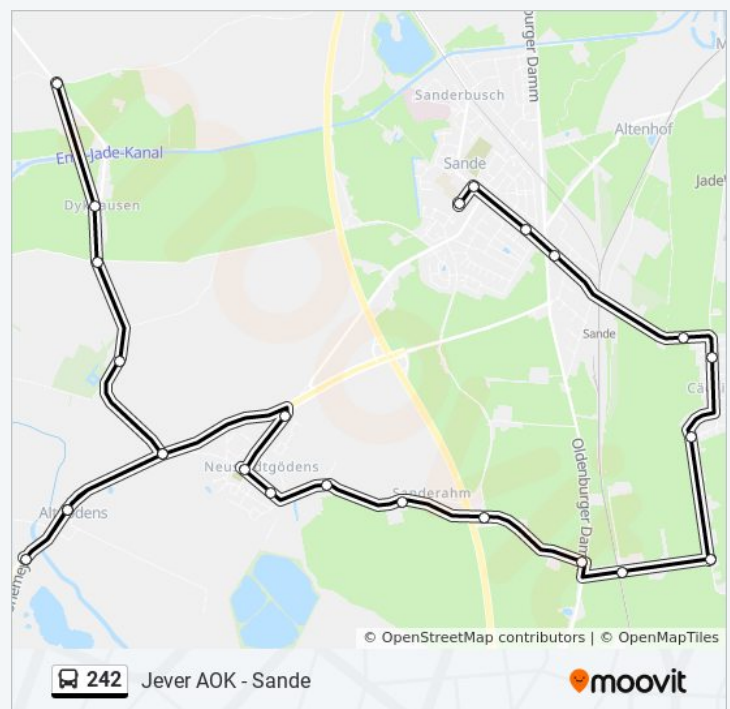 Oldenburger Damm
Sanderbusch
Altenhof
Ems-Jade-Kanal
Sande
Dykhausen
Sande
Neustadtgödens
Sanderahm
Oldenburger Damm
Altgödens
© OpenStreetMap contributors | © OpenMapTiles
242 Jever AOK - Sande
moovit